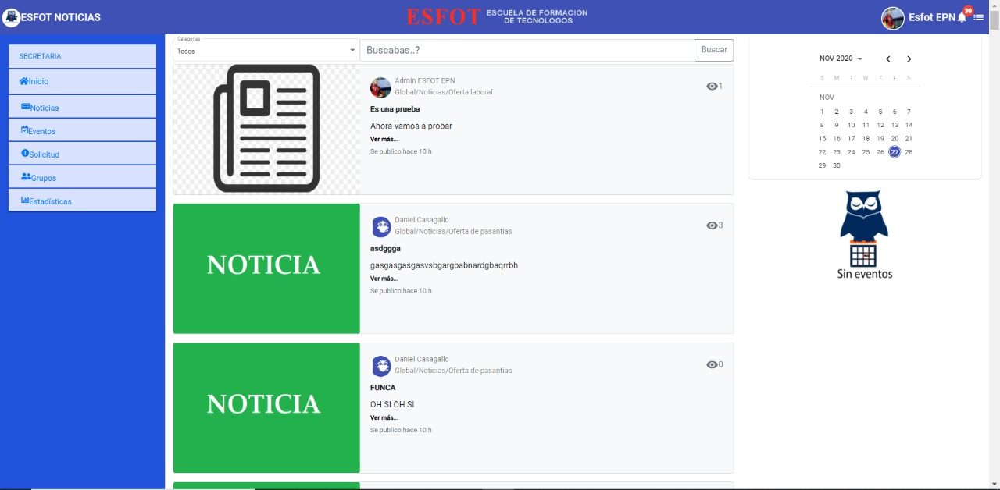 ESFOT NOTICIAS
ESFOT ESCUELA DE FORMACION
DE TECNOLOGOS
Esfot EPN 30
SECRETARIA
Inicio
Noticias
Eventos
Solicitud
Grupos
Estadísticas
Categorias
Todos
Buscabas..?
Buscar
Admin ESFOT EPN
Global/Noticias/Oferta laboral
1
Es una prueba
Ahora vamos a probar
Ver más...
Se publico hace 10 h
NOTICIA
Daniel Casagallo
Global/Noticias/Oferta de pasantias
3
asdggga
gasgasgasgasvsbgargbabnardgbaqrrbh
Ver más...
Se publico hace 10 h
NOTICIA
Daniel Casagallo
Global/Noticias/Oferta de pasantias
0
FUNCA
OH SI OH SI
Ver más...
Se publico hace 10 h
NOV 2020
S M T W T F S
NOV
1 2 3 4 5 6 7
8 9 10 11 12 13 14
15 16 17 18 19 20 21
22 23 24 25 26 27 28
29 30
Sin eventos